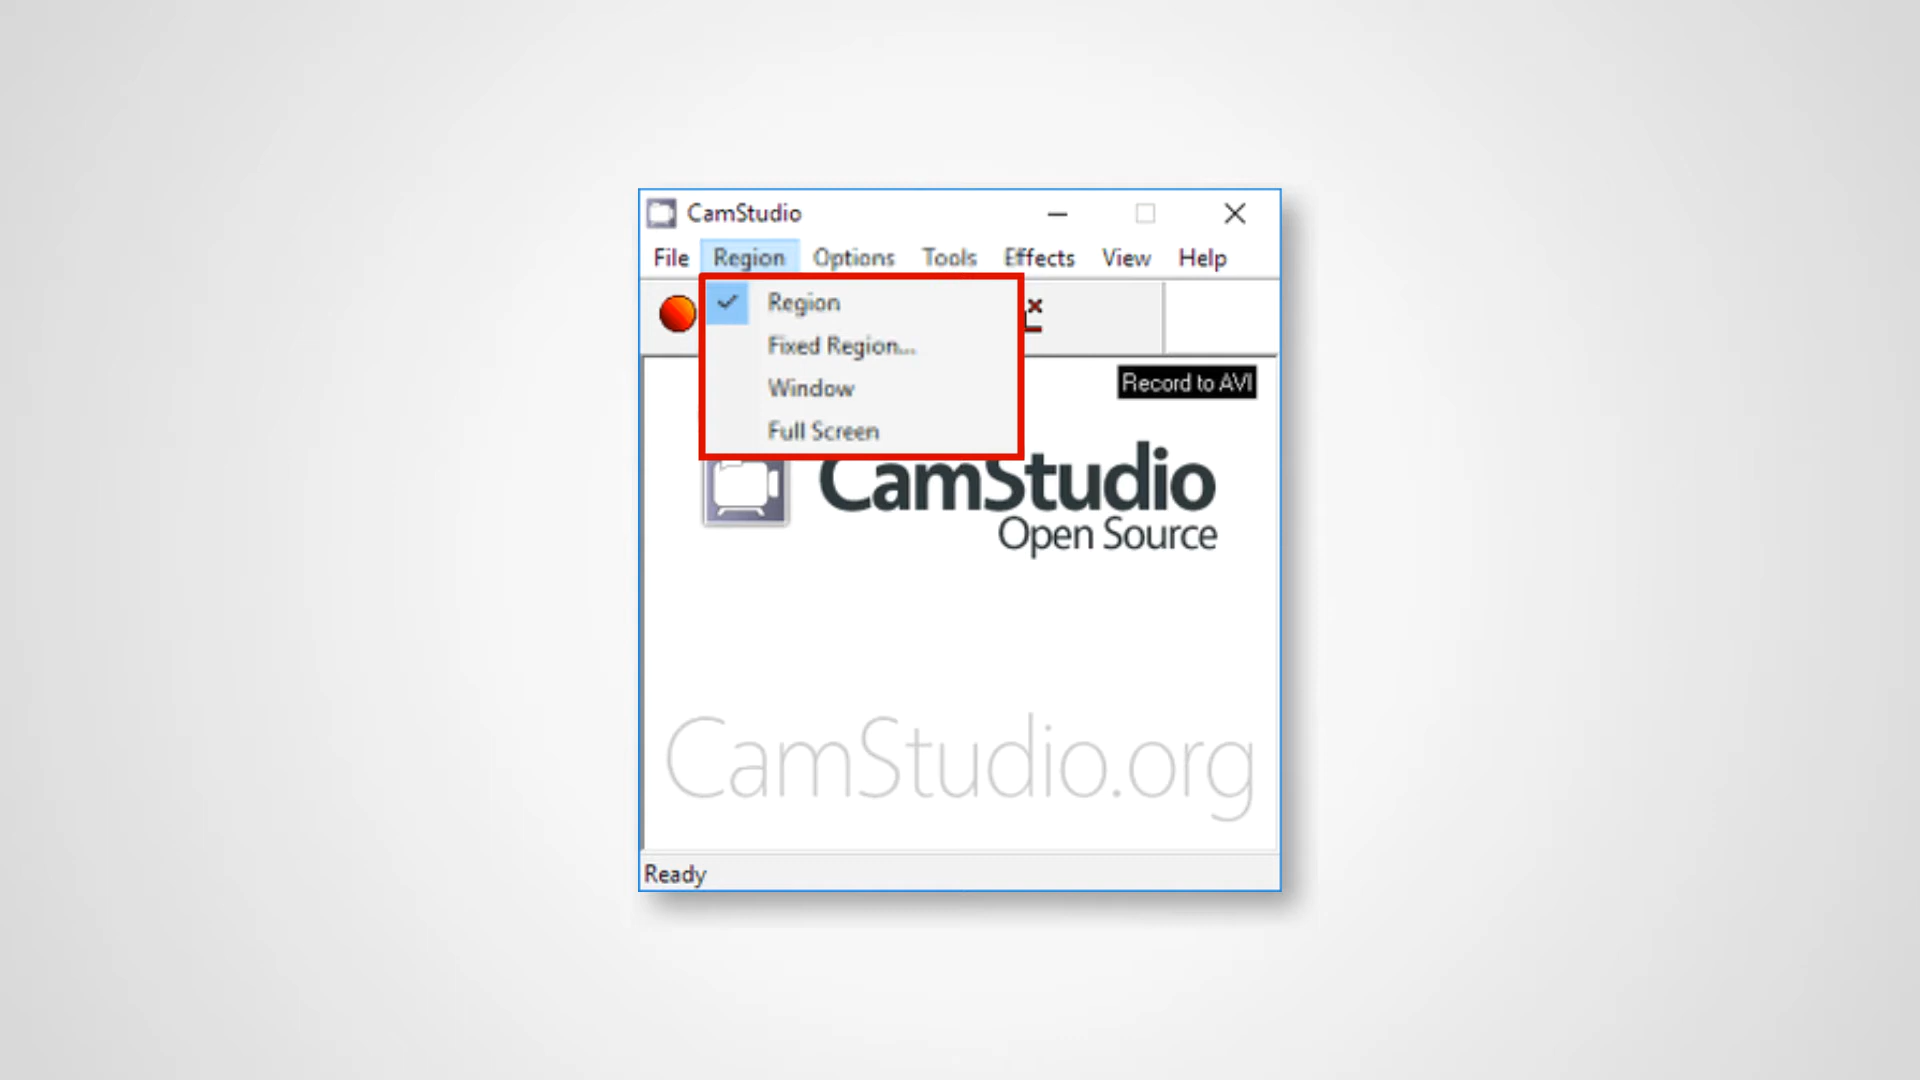 CamStudio
File Region Options Tools Effects View Help
Region
Fixed Region...
Window
Full Screen
Record to AVI
CamStudio
Open Source
CamStudio.org
Ready